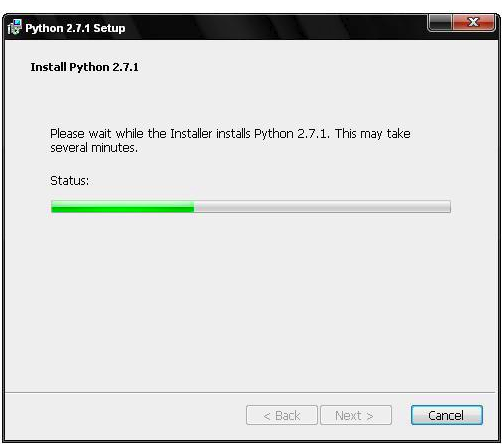 Python 2.7.1 Setup
Install Python 2.7.1
Please wait while the Installer installs Python 2.7.1. This may take
several minutes.
Status:
< Back Next > Cancel